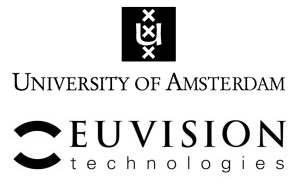 U
UNIVERSITY OF AMSTERDAM
EUVISION
technologies